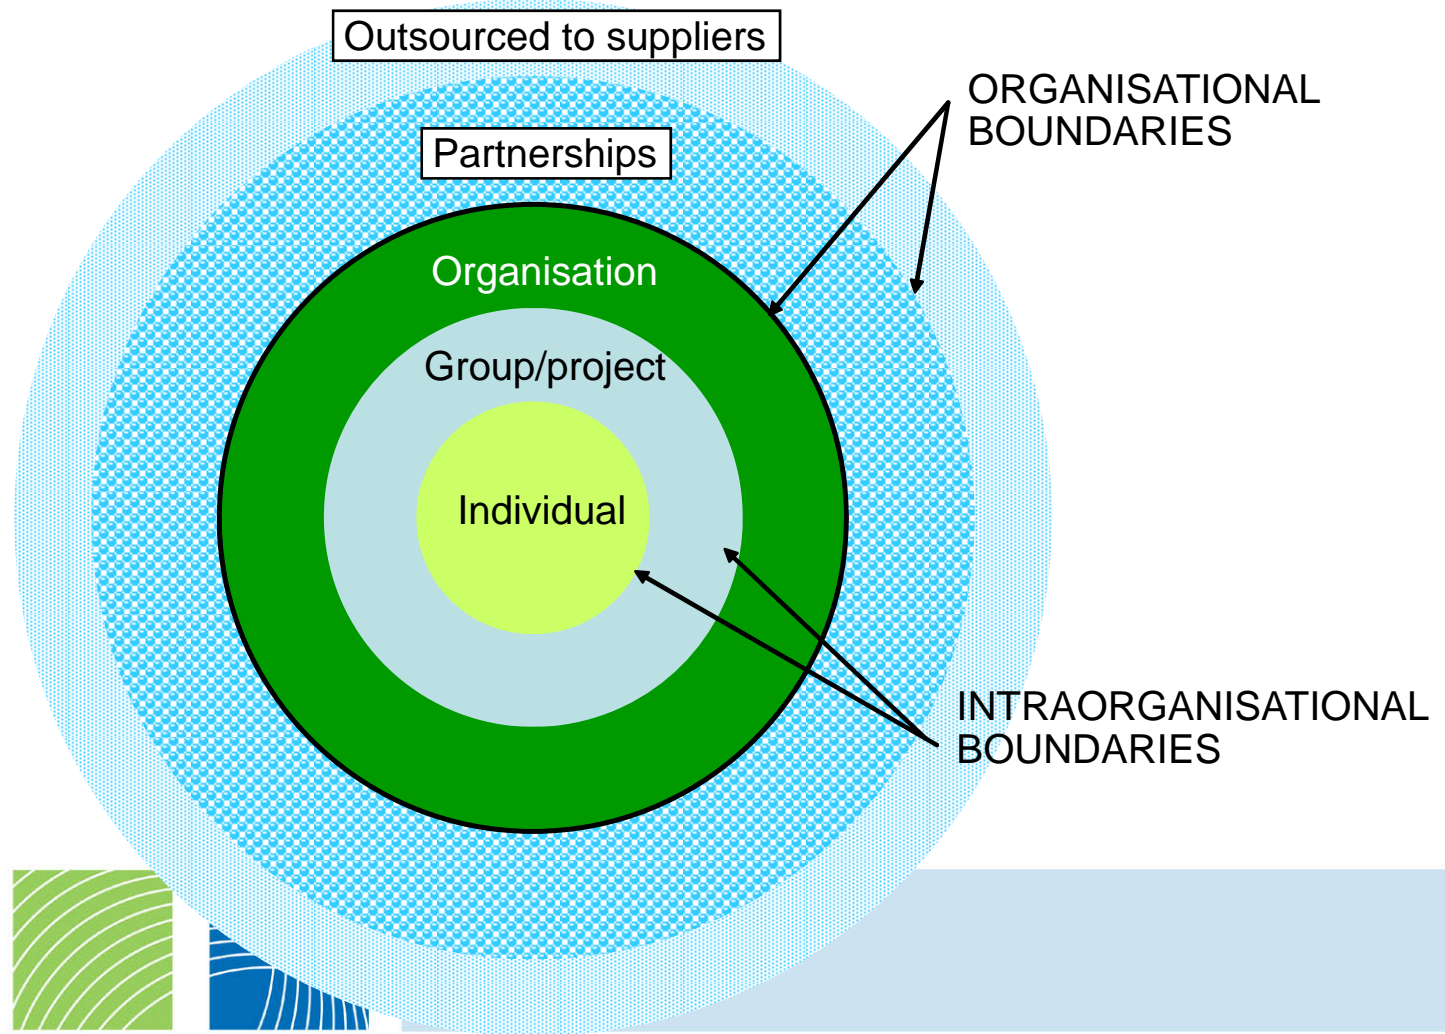 Outsourced to suppliers
ORGANISATIONAL
BOUNDARIES
Partnerships
Organisation
Group/project
Individual
INTRAORGANISATIONAL
BOUNDARIES